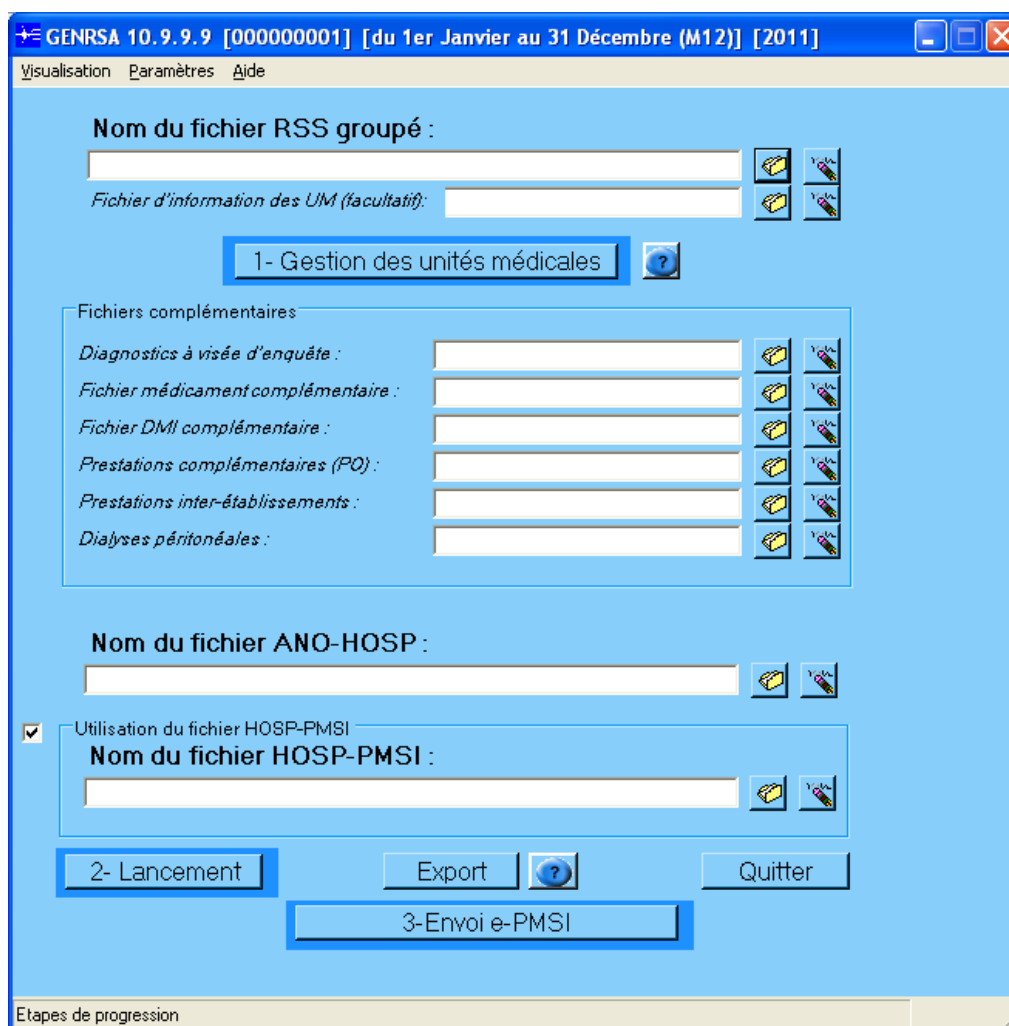 GENRSA 10.9.9.9 [000000001] [du 1er Janvier au 31 Décembre (M12)] [2011]
Visualisation Paramètres Aide
Nom du fichier RSS groupé :
Fichier d'information des UM (facultatif):
1- Gestion des unités médicales ?
Fichiers complémentaires
Diagnostics à visée d'enquête :
Fichier médicament complémentaire :
Fichier DMI complémentaire :
Prestations complémentaires (PO) :
Prestations inter-établissements :
Dialyses péritonéales :
Nom du fichier ANO-HOSP :
Utilisation du fichier HOSP-PMSI
Nom du fichier HOSP-PMSI :
2- Lancement Export ? Quitter
3-Envoi e-PMSI
Etapes de progression